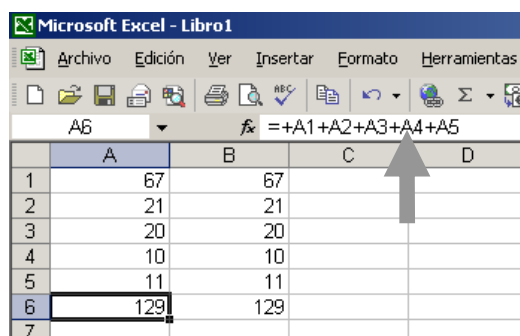 Microsoft Excel - Libro1
Archivo Edición Ver Insertar Formato Herramientas
ABC Σ
A6 fx =+A1+A2+A3+A4+A5
A B C D
1 67 67
2 21 21
3 20 20
4 10 10
5 11 11
6 129 129
7